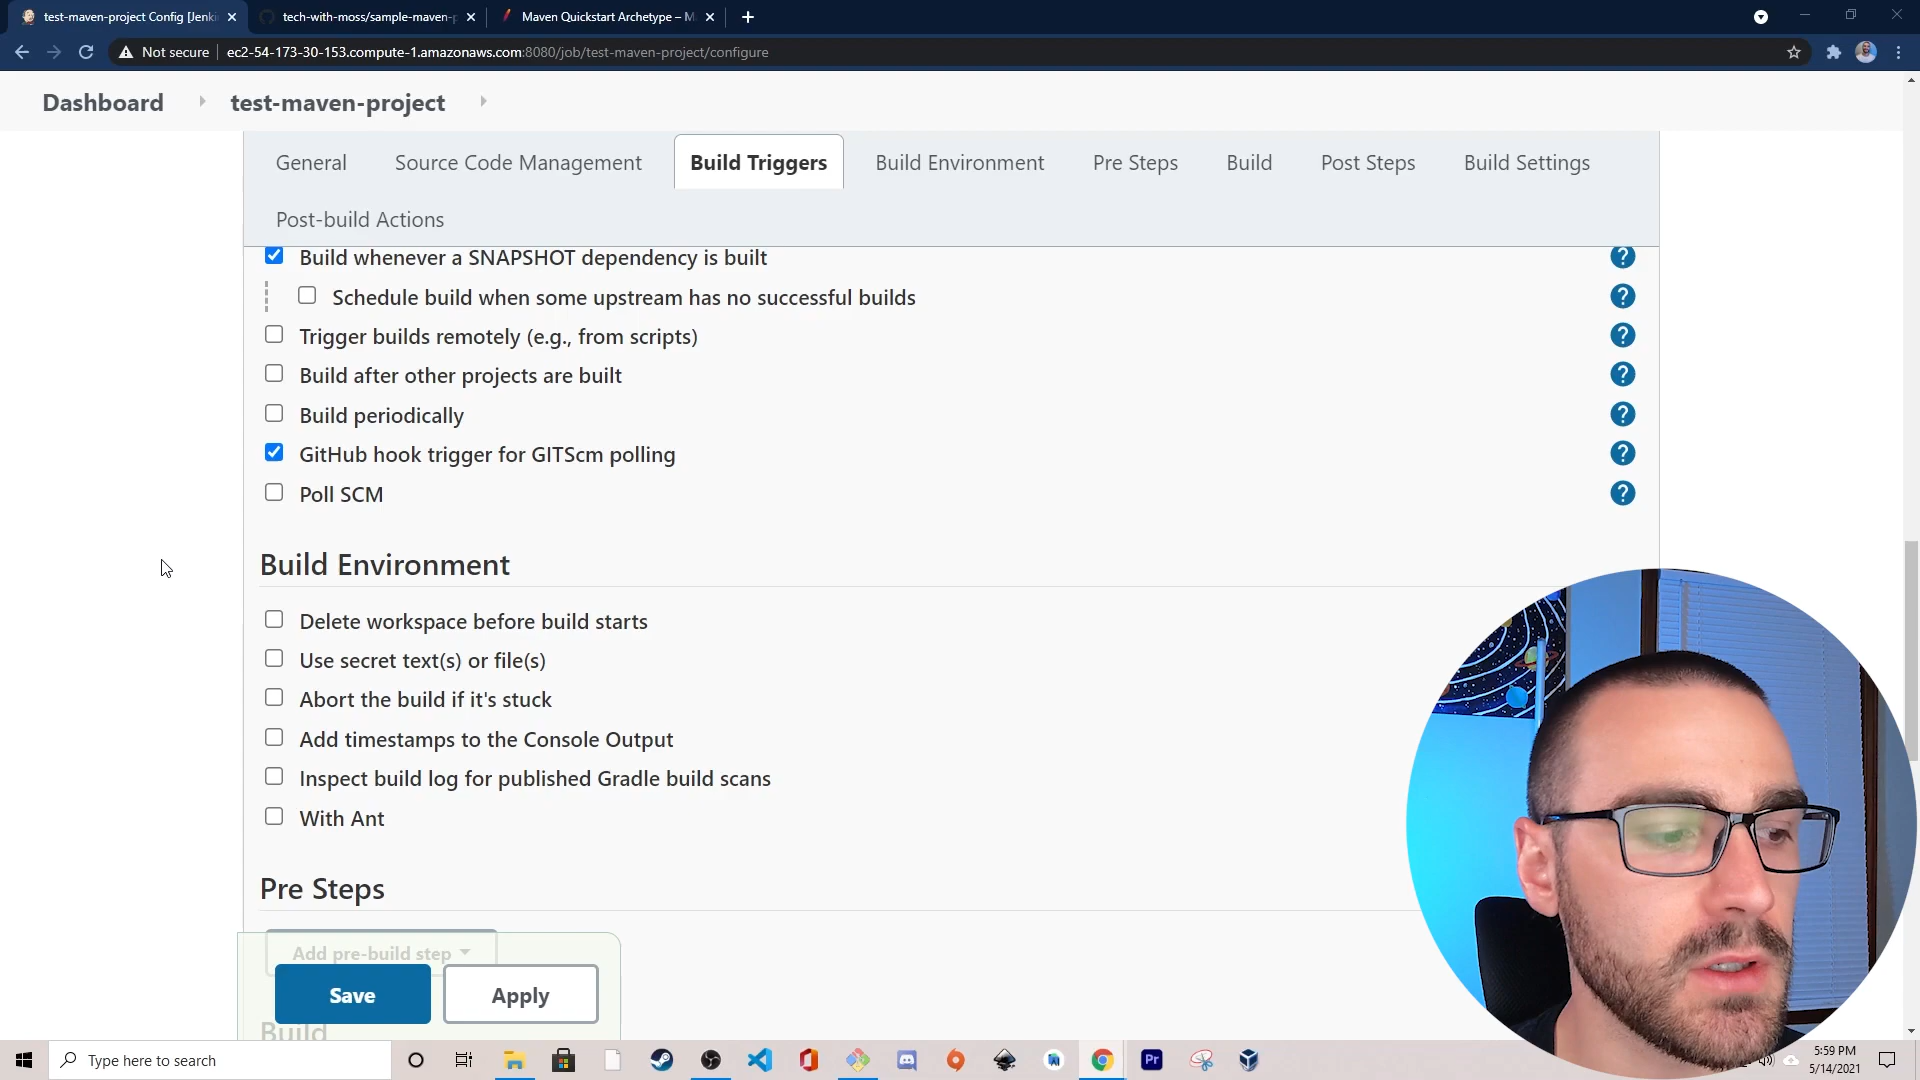 test-maven-project Config [Jenki
tech-with-moss/sample-maven-p
Maven Quickstart Archetype – M
Not secure
ec2-54-173-30-153.compute-1.amazonaws.com:8080/job/test-maven-project/configure
Dashboard
test-maven-project
General
Source Code Management
Build Triggers
Build Environment
Pre Steps
Build
Post Steps
Build Settings
Post-build Actions
Build whenever a SNAPSHOT dependency is built
?
Schedule build when some upstream has no successful builds
?
Trigger builds remotely (e.g., from scripts)
?
Build after other projects are built
?
Build periodically
?
GitHub hook trigger for GITScm polling
?
Poll SCM
?
Build Environment
Delete workspace before build starts
Use secret text(s) or file(s)
Abort the build if it's stuck
Add timestamps to the Console Output
Inspect build log for published Gradle build scans
With Ant
Pre Steps
Add pre-build step
Save
Apply
Build
Type here to search
Pr
5:59 PM
5/14/2021